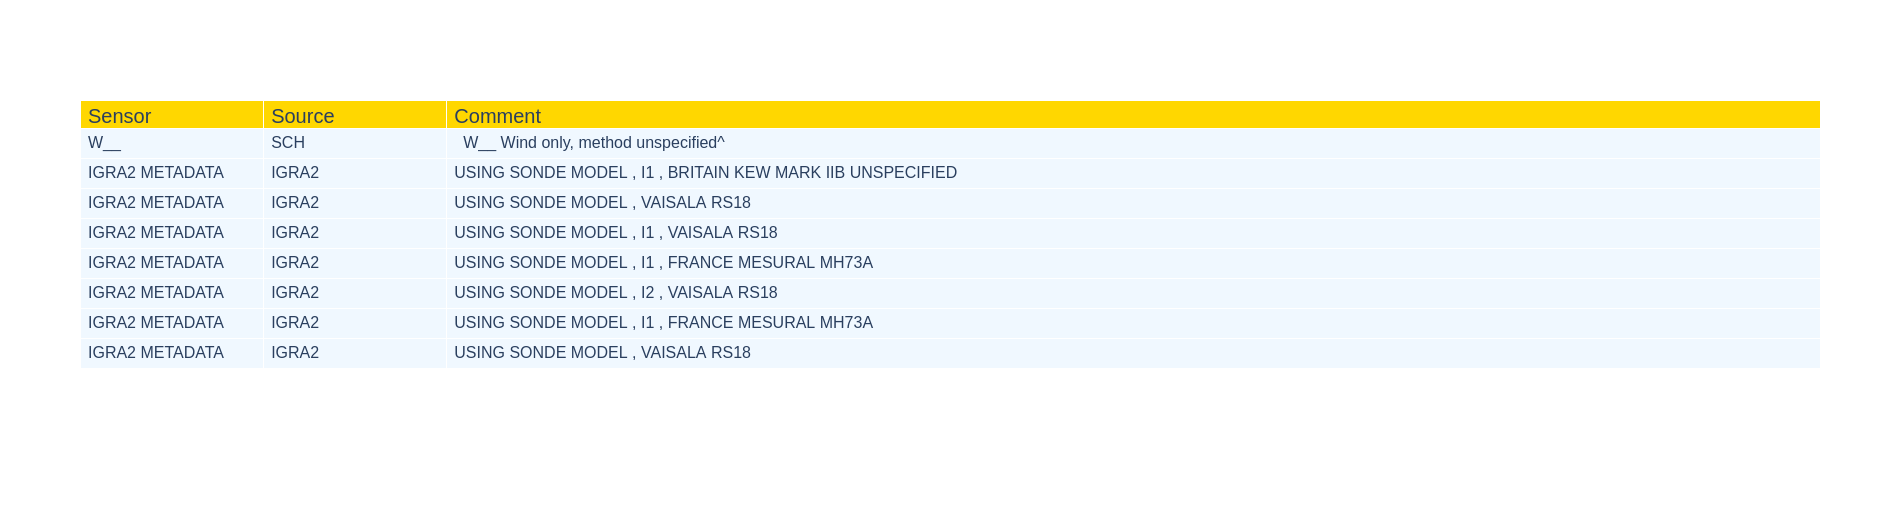 Sensor Source Comment
W__ SCH W__ Wind only, method unspecified^
IGRA2 METADATA IGRA2 USING SONDE MODEL , I1 , BRITAIN KEW MARK IIB UNSPECIFIED
IGRA2 METADATA IGRA2 USING SONDE MODEL , VAISALA RS18
IGRA2 METADATA IGRA2 USING SONDE MODEL , I1 , VAISALA RS18
IGRA2 METADATA IGRA2 USING SONDE MODEL , I1 , FRANCE MESURAL MH73A
IGRA2 METADATA IGRA2 USING SONDE MODEL , I2 , VAISALA RS18
IGRA2 METADATA IGRA2 USING SONDE MODEL , I1 , FRANCE MESURAL MH73A
IGRA2 METADATA IGRA2 USING SONDE MODEL , VAISALA RS18